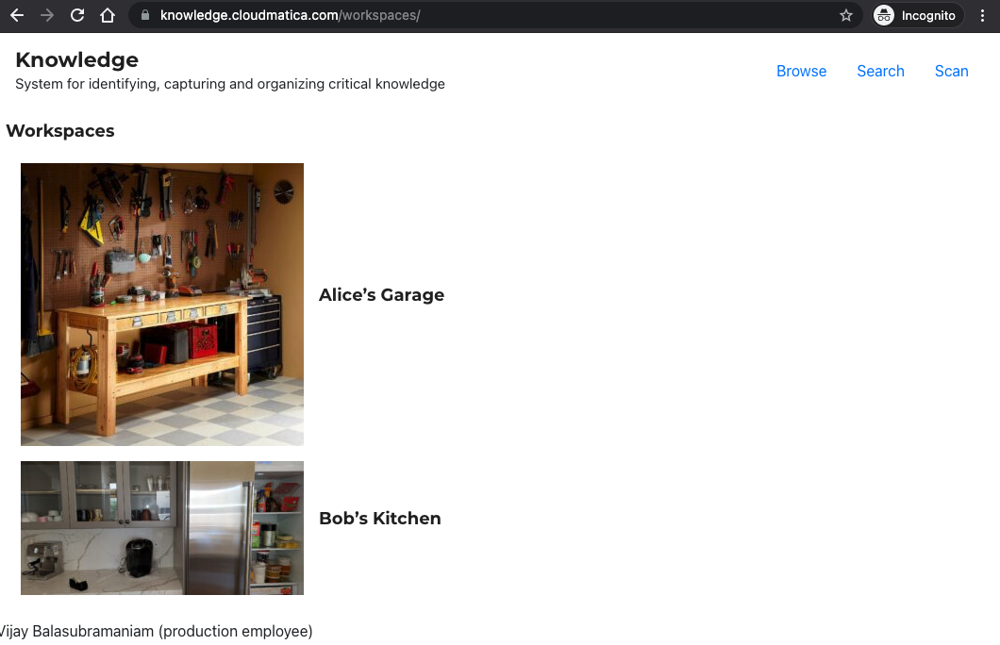 knowledge.cloudmatica.com/workspaces/
Incognito
Knowledge
System for identifying, capturing and organizing critical knowledge
Browse Search Scan
Workspaces
Alice’s Garage
Bob’s Kitchen
Vijay Balasubramaniam (production employee)